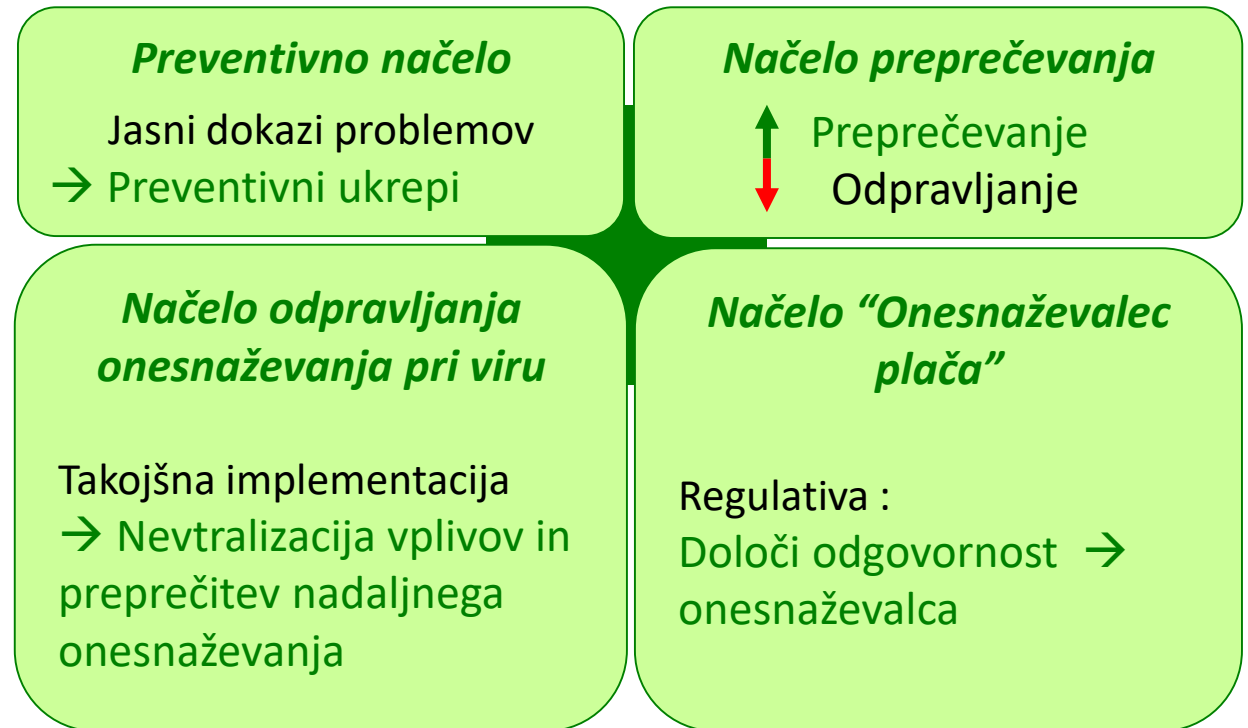 Preventivno načelo
Jasni dokazi problemov
→ Preventivni ukrepi
Načelo preprečevanja
Preprečevanje
Odpravljanje
Načelo odpravljanja
onesnaževanja pri viru
Takojšna implementacija
→ Nevtralizacija vplivov in
preprečitev nadaljnega
onesnaževanja
Načelo “Onesnaževalec
plača”
Regulativa :
Določi odgovornost →
onesnaževalca